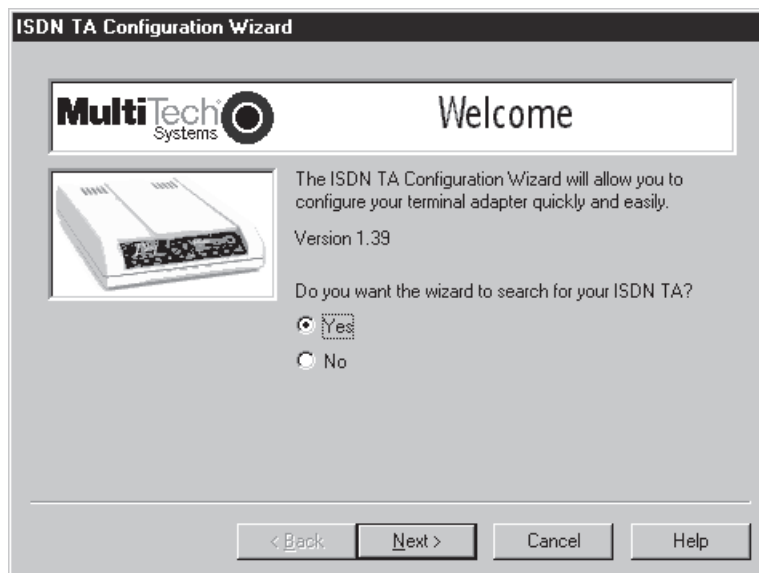 ISDN TA Configuration Wizard
MultiTech
Systems
Welcome
The ISDN TA Configuration Wizard will allow you to
configure your terminal adapter quickly and easily.
Version 1.39
Do you want the wizard to search for your ISDN TA?
Yes
No
< Back
Next >
Cancel
Help